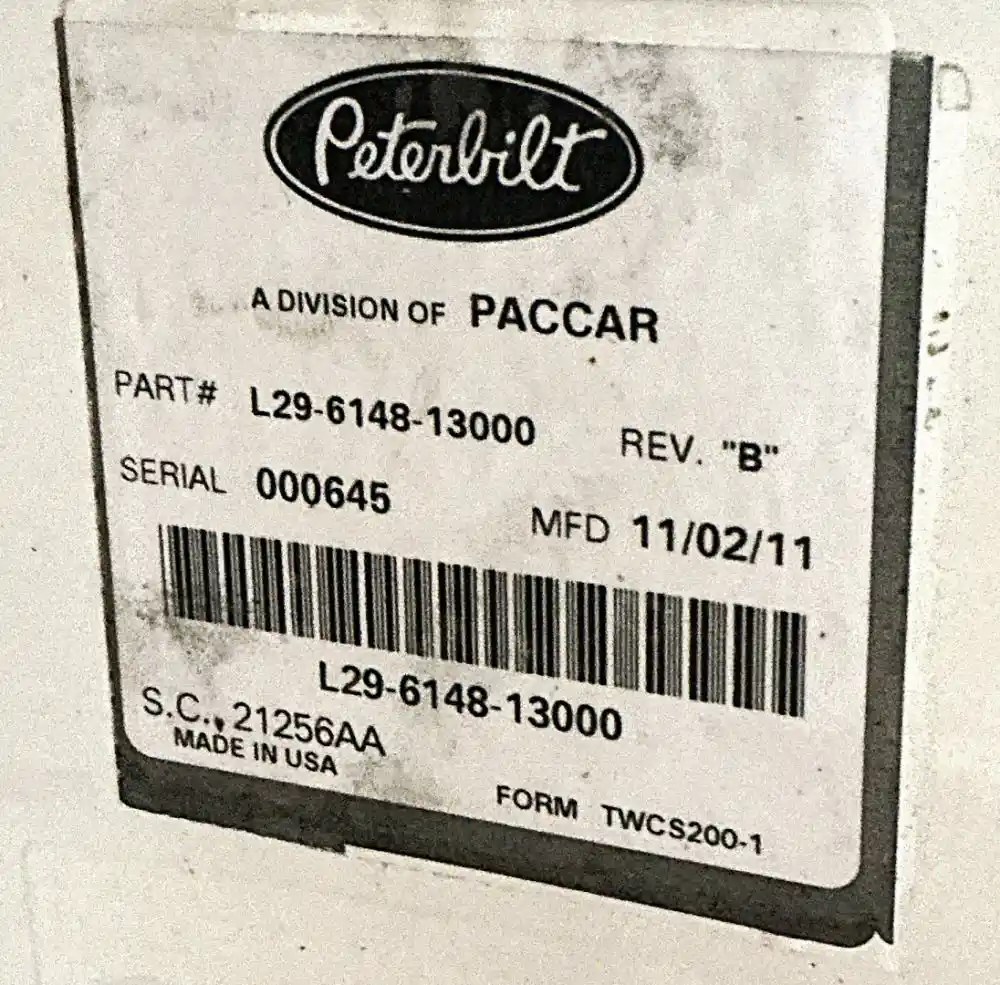 Peterbilt
A DIVISION OF PACCAR
PART# L29-6148-13000 REV. "B"
SERIAL 000645 MFD 11/02/11
L29-6148-13000
S.C., 21256AA
MADE IN USA
FORM TWCS200-1